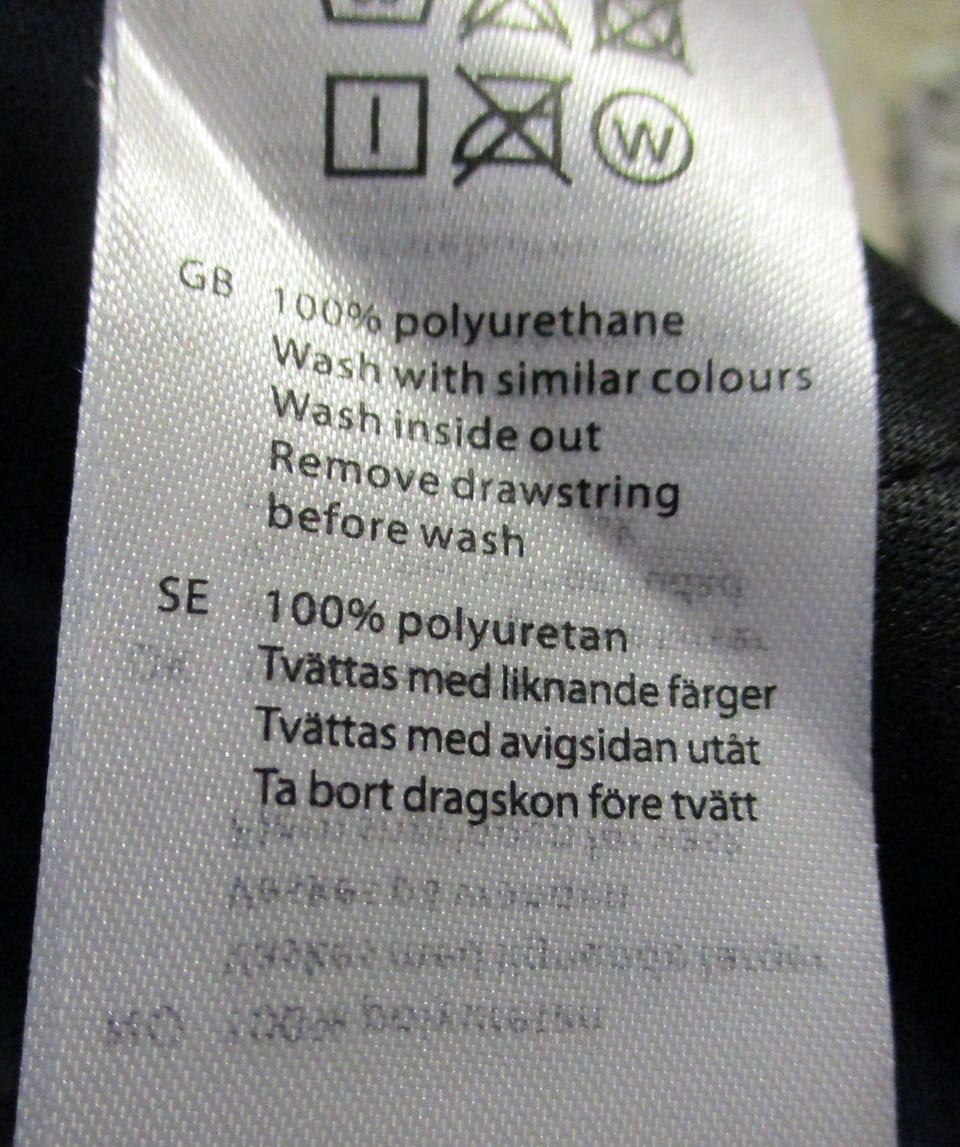 W
GB 100% polyurethane
Wash with similar colours
Wash inside out
Remove drawstring
before wash
SE 100% polyuretan
Tvättas med liknande färger
Tvättas med avigsidan utåt
Ta bort dragskon före tvätt